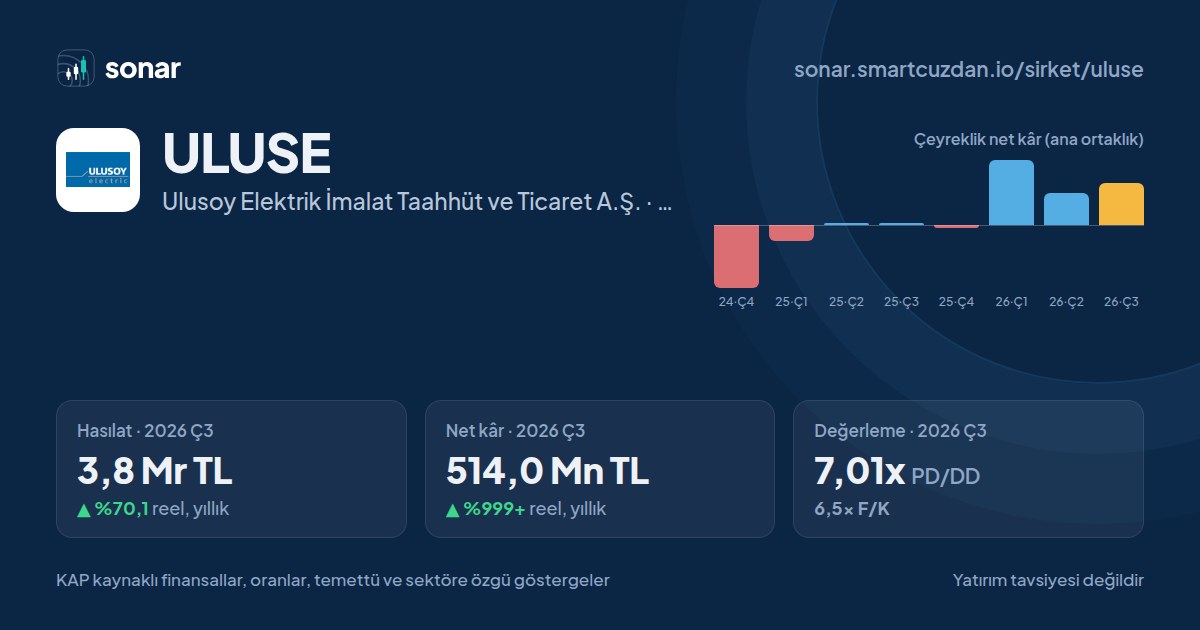 sonar
sonar.smartcuzdan.io/sirket/uluse
ULUSOY
electric
ULUSE
Ulusoy Elektrik İmalat Taahhüt ve Ticaret A.Ş. · ...
Çeyreklik net kâr (ana ortaklık)
24-Ç4 25-Ç1 25-Ç2 25-Ç3 25-Ç4 26-Ç1 26-Ç2 26-Ç3
Hasılat · 2026 Ç3
3,8 Mr TL
▲ %70,1 reel, yıllık
Net kâr · 2026 Ç3
514,0 Mn TL
▲ %999+ reel, yıllık
Değerleme · 2026 Ç3
7,01x PD/DD
6,5× F/K
KAP kaynaklı finansallar, oranlar, temettü ve sektöre özgü göstergeler
Yatırım tavsiyesi değildir